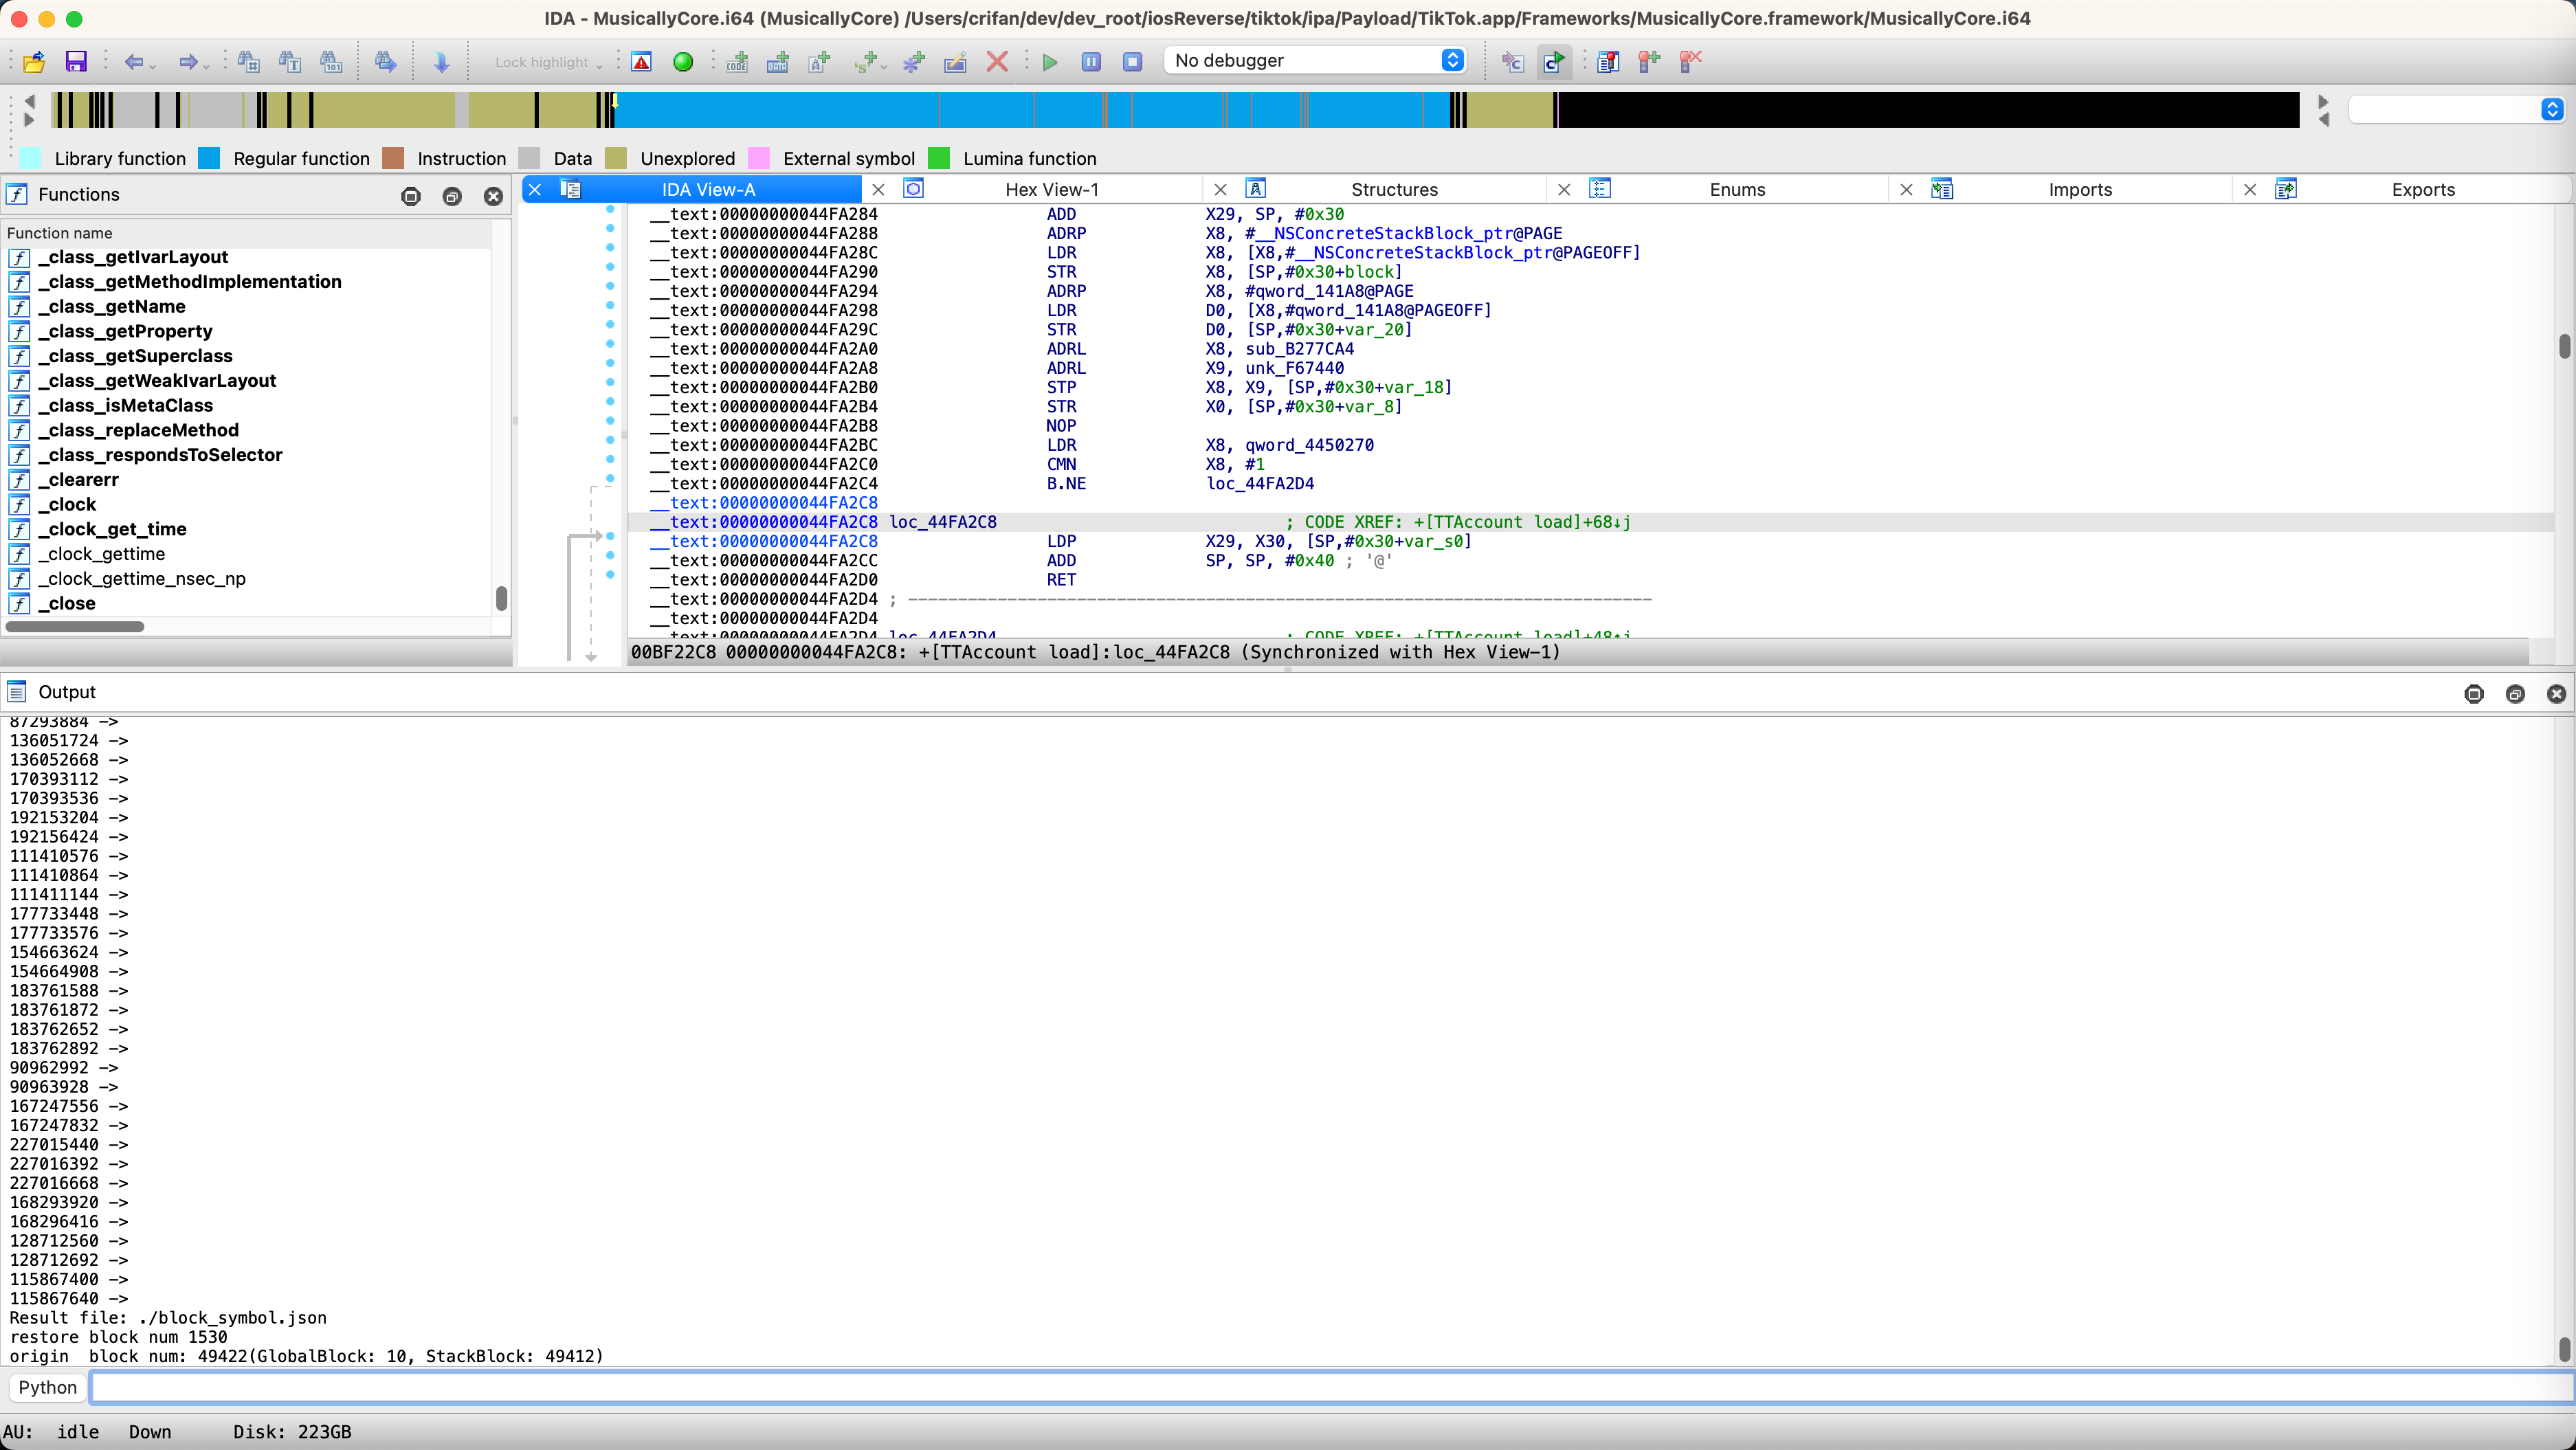 IDA - MusicallyCore.i64 (MusicallyCore) /Users/crifan/dev/dev_root/iosReverse/tiktok/ipa/Payload/TikTok.app/Frameworks/MusicallyCore.framework/MusicallyCore.i64
Lock highlight
No debugger
Library function Regular function Instruction Data Unexplored External symbol Lumina function
Functions
IDA View-A Hex View-1 Structures Enums Imports Exports
Function name
_class_getIvarLayout
_class_getMethodImplementation
_class_getName
_class_getProperty
_class_getSuperclass
_class_getWeakIvarLayout
_class_isMetaClass
_class_replaceMethod
_class_respondsToSelector
_clearerr
_clock
_clock_get_time
_clock_gettime
_clock_gettime_nsec_np
_close
__text:00000000044FA284 ADD X29, SP, #0x30
__text:00000000044FA288 ADRP X8, #__NSConcreteStackBlock_ptr@PAGE
__text:00000000044FA28C LDR X8, [X8,#__NSConcreteStackBlock_ptr@PAGEOFF]
__text:00000000044FA290 STR X8, [SP,#0x30+block]
__text:00000000044FA294 ADRP X8, #qword_141A8@PAGE
__text:00000000044FA298 LDR D0, [X8,#qword_141A8@PAGEOFF]
__text:00000000044FA29C STR D0, [SP,#0x30+var_20]
__text:00000000044FA2A0 ADRL X8, sub_B277CA4
__text:00000000044FA2A8 ADRL X9, unk_F67440
__text:00000000044FA2B0 STP X8, X9, [SP,#0x30+var_18]
__text:00000000044FA2B4 STR X0, [SP,#0x30+var_8]
__text:00000000044FA2B8 NOP
__text:00000000044FA2BC LDR X8, qword_4450270
__text:00000000044FA2C0 CMN X8, #1
__text:00000000044FA2C4 B.NE loc_44FA2D4
__text:00000000044FA2C8
__text:00000000044FA2C8 loc_44FA2C8 ; CODE XREF: +[TTAccount load]+68↓j
__text:00000000044FA2C8 LDP X29, X30, [SP,#0x30+var_s0]
__text:00000000044FA2CC ADD SP, SP, #0x40 ; '@'
__text:00000000044FA2D0 RET
__text:00000000044FA2D4 ; ---------------------------------------------------------------------------
__text:00000000044FA2D4
__text:00000000044FA2D4 loc_44FA2D4 ; CODE XREF: +[TTAccount load]+48↑j
00BF22C8 00000000044FA2C8: +[TTAccount load]:loc_44FA2C8 (Synchronized with Hex View-1)
Output
87293884 ->
136051724 ->
136052668 ->
170393112 ->
170393536 ->
192153204 ->
192156424 ->
111410576 ->
111410864 ->
111411144 ->
177733448 ->
177733576 ->
154663624 ->
154664908 ->
183761588 ->
183761872 ->
183762652 ->
183762892 ->
90962992 ->
90963928 ->
167247556 ->
167247832 ->
227015440 ->
227016392 ->
227016668 ->
168293920 ->
168296416 ->
128712560 ->
128712692 ->
115867400 ->
115867640 ->
Result file: ./block_symbol.json
restore block num 1530
origin  block num: 49422(GlobalBlock: 10, StackBlock: 49412)
Python
AU: idle Down Disk: 223GB